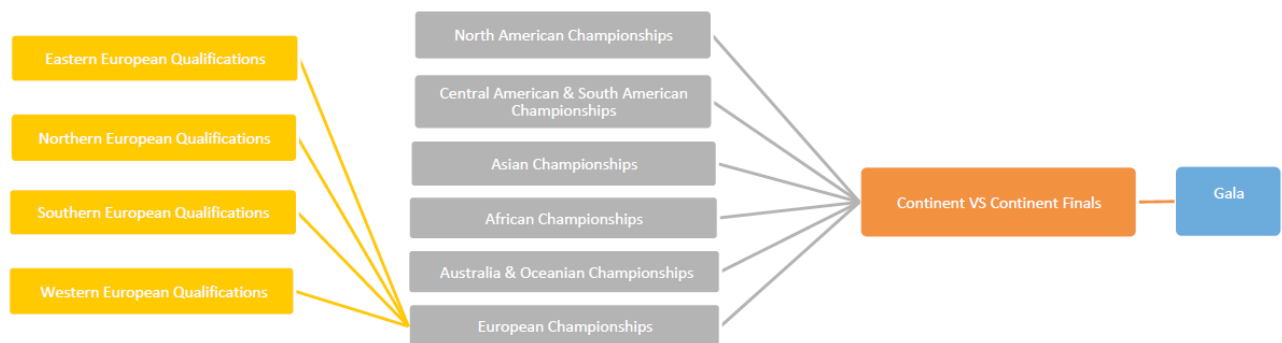 Eastern European Qualifications
Northern European Qualifications
Southern European Qualifications
Western European Qualifications
North American Championships
Central American & South American
Championships
Asian Championships
African Championships
Australia & Oceanian Championships
European Championships
Continent VS Continent Finals
Gala